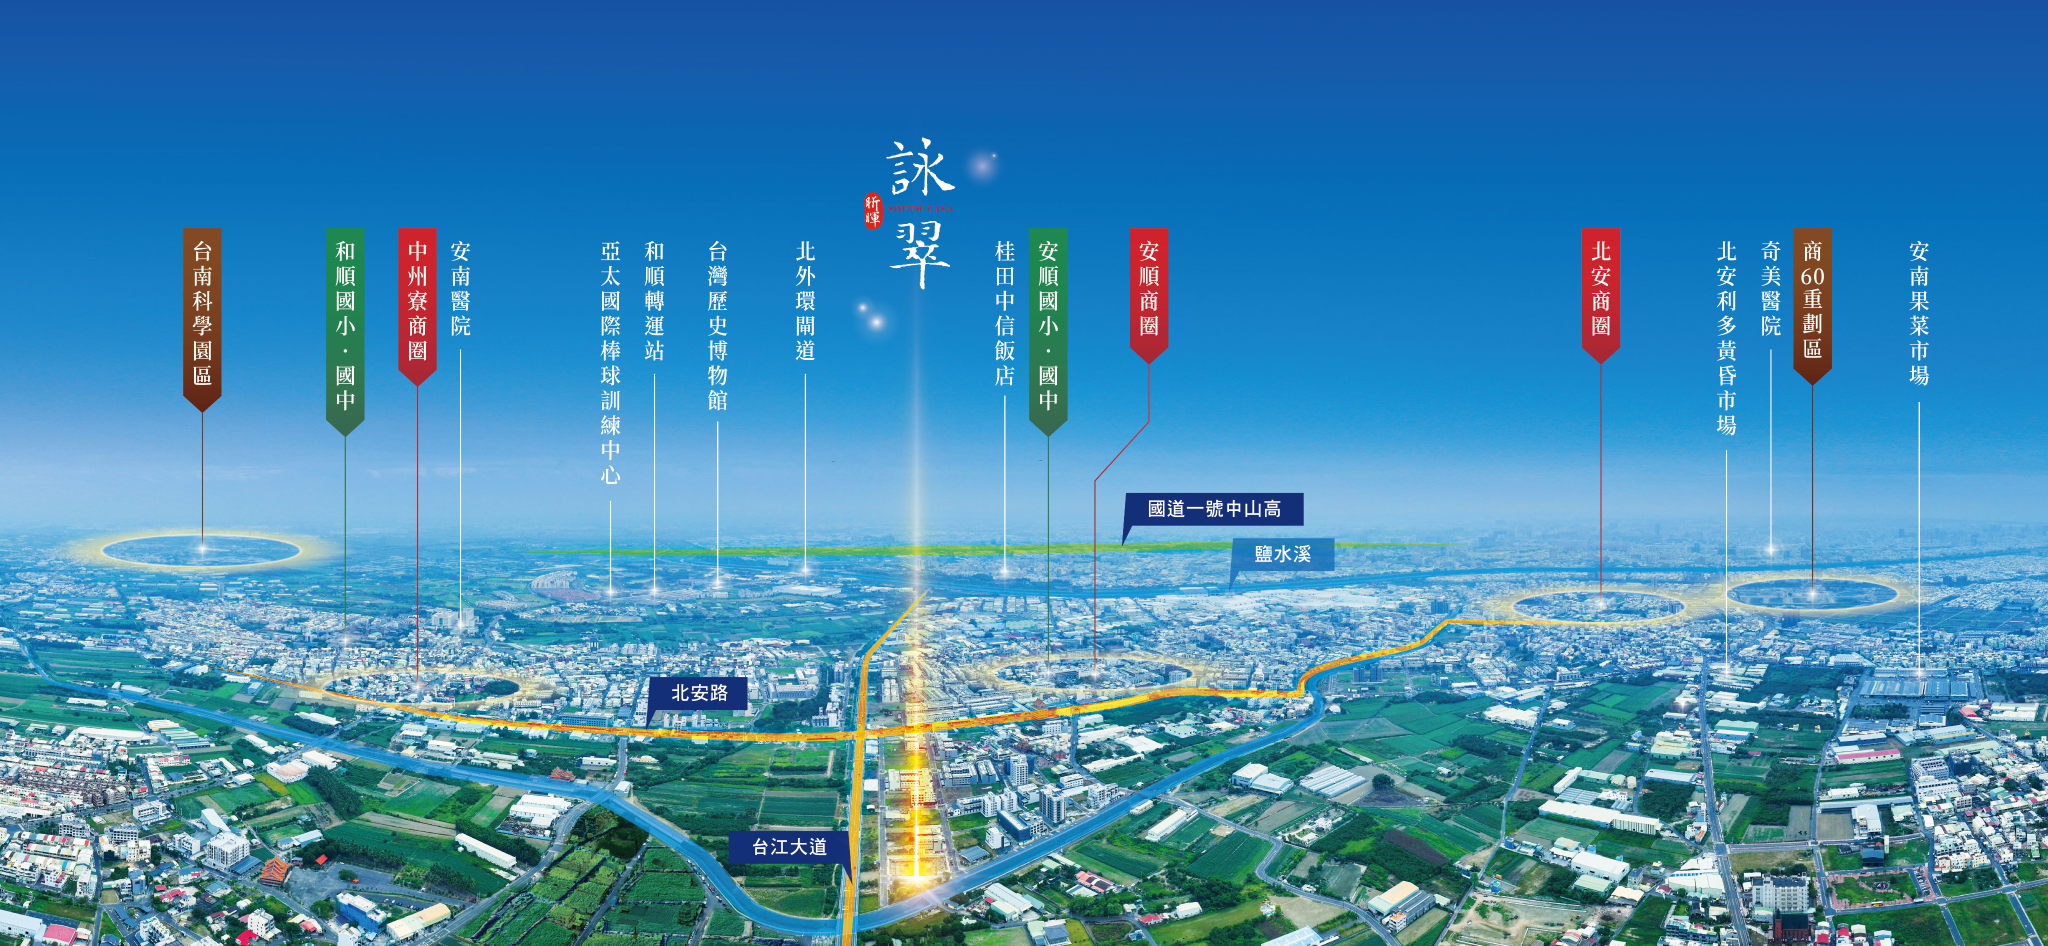 詠翠
昕暉
台南科學園區
和順國小·國中
中州寮商圈
安南醫院
亞太國際棒球訓練中心
和順轉運站
台灣歷史博物館
北外環閘道
桂田中信飯店
安順國小·國中
安順商圈
北安商圈
北安利多黃昏市場
奇美醫院
商60重劃區
安南果菜市場
國道一號中山高
鹽水溪
北安路
台江大道